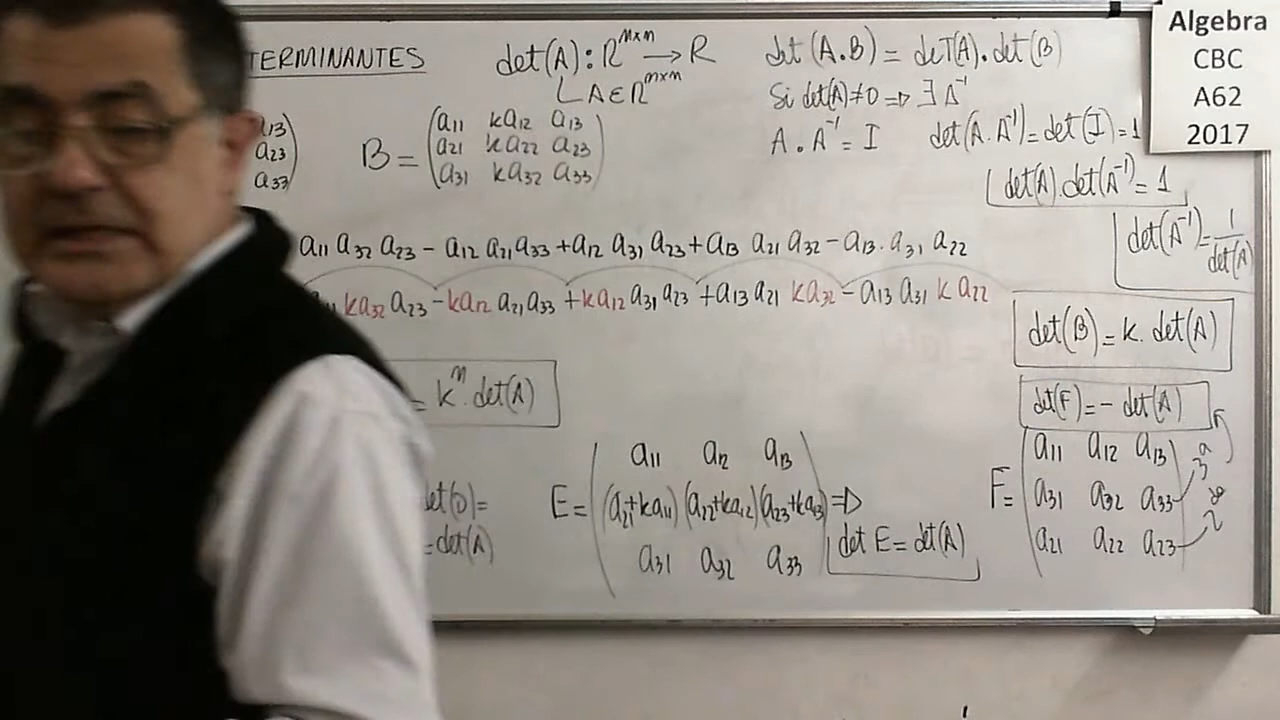 TERMINANTES
det(A): R^{m×m} → R
A∈R^{m×m}
a13
a23
a33
B = (a11 ka12 a13
a21 ka22 a23
a31 ka32 a33)
det(A.B) = deT(A).det(B)
Si det(A)≠0 ⇒ ∃ A^{-1}
A.A^{-1} = I
det(A.A^{-1})=det(I)=1
det(A).det(A^{-1})=1
det(A^{-1})=1/det(A)
Algebra
CBC
A62
2017
a11 a32 a23 - a12 a21 a33 + a12 a31 a23 + a13 a21 a32 - a13. a31 a22
ka32 a23 - ka12 a21 a33 + ka12 a31 a23 + a13 a21 ka32 - a13 a31 k a22
det(B)=k.det(A)
= k^n.det(A)
det(F)=-det(A)
det(D)=
=det(A)
E = (a11 a12 a13
(a21+ka11) (a22+ka12) (a23+ka13)
a31 a32 a33) ⇒
det E = det(A)
F = (a11 a12 a13
a31 a32 a33
a21 a22 a23)
3ª
2ª